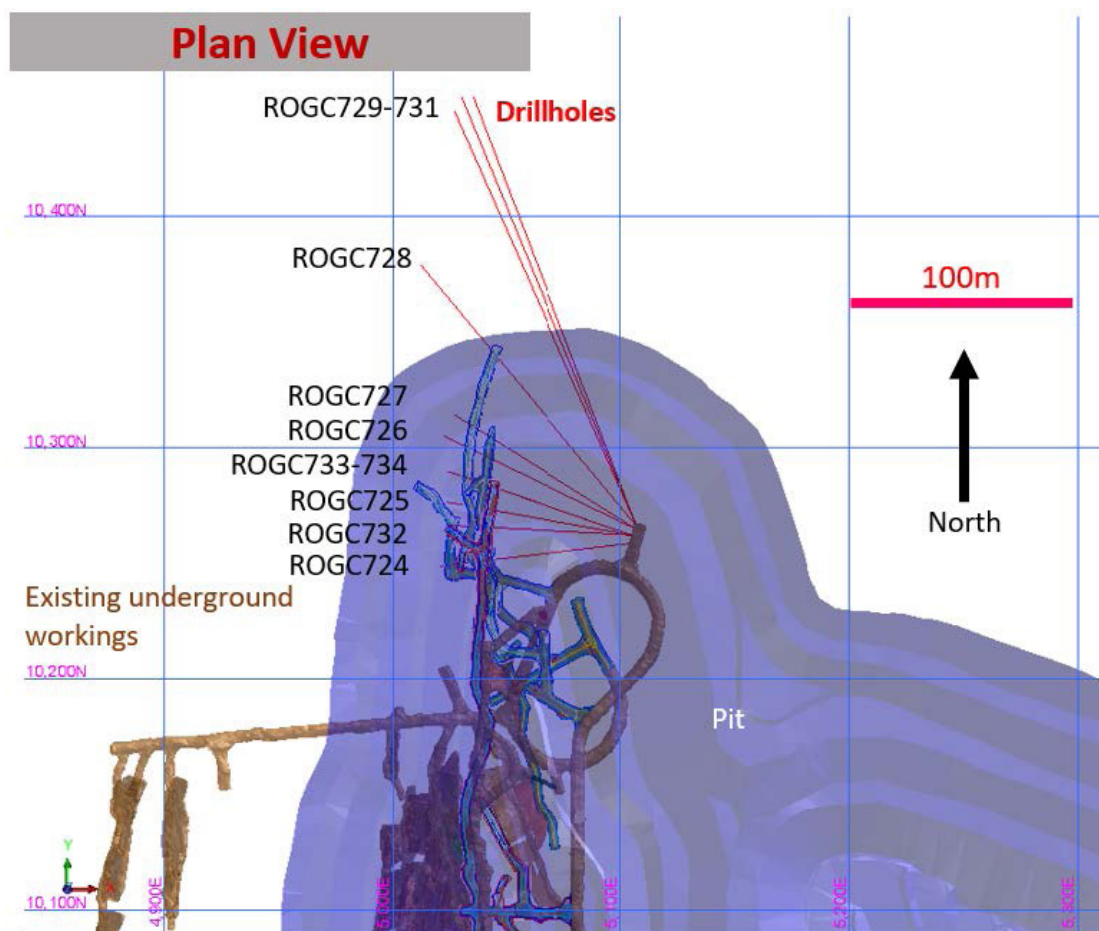 Plan View
ROGC729-731
Drillholes
10,400N
ROGC728
100m
ROGC727
ROGC726
10,300N
ROGC733-734
ROGC725
North
ROGC732
ROGC724
Existing underground
workings
10,200N
Pit
Y
X
10,100N
4,900E
5,000E
5,100E
5,200E
5,300E